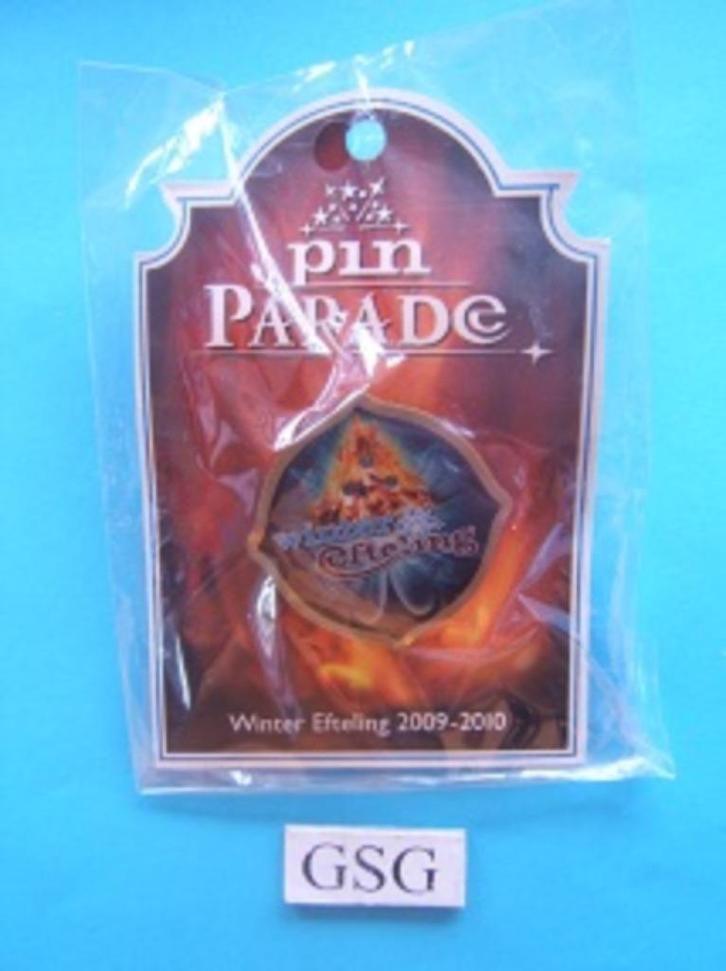 pin
PARADE
Winter
Efteling
Winter Efteling 2009-2010
GSG